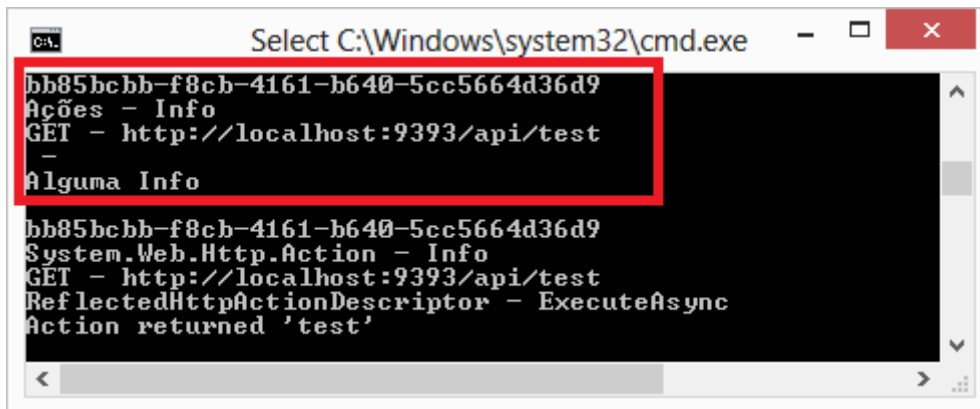 Select C:\Windows\system32\cmd.exe
bb85bcbb-f8cb-4161-b640-5cc5664d36d9
Ações - Info
GET - http://localhost:9393/api/test
-
Alguma Info
bb85bcbb-f8cb-4161-b640-5cc5664d36d9
System.Web.Http.Action - Info
GET - http://localhost:9393/api/test
ReflectedHttpActionDescriptor - ExecuteAsync
Action returned 'test'